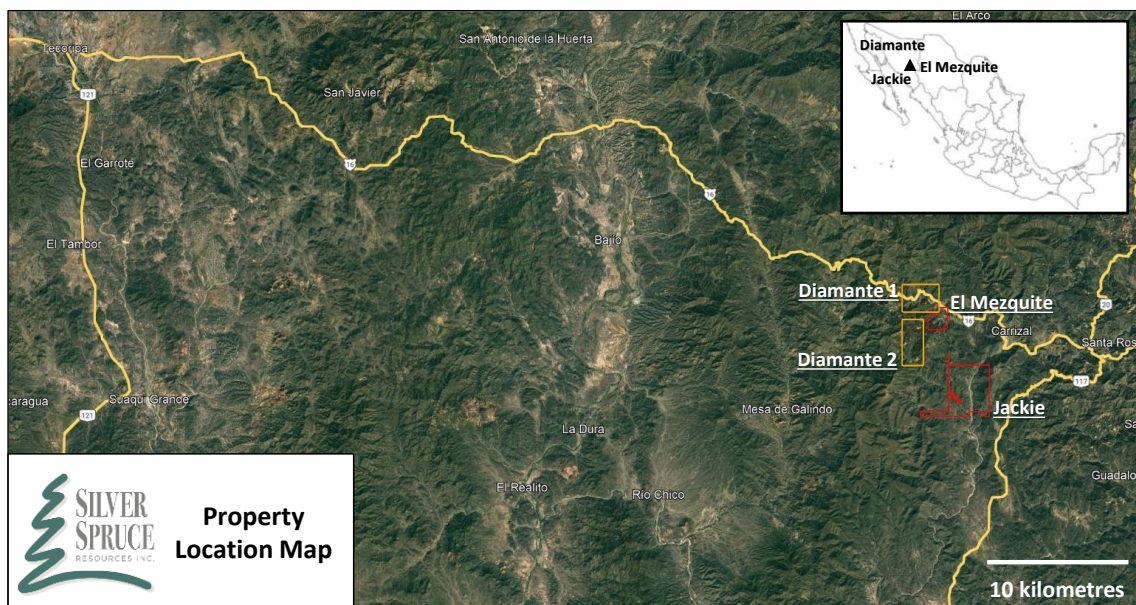 El Arco
Tecoripa
San Antonio de la Huerta
Diamante
El Mezquite
Jackie
121
San Javier
El Garrote
16
16
El Tambor
Bajío
Diamante 1
El Mezquite
20
16
Carrizal
Santa Ros
Diamante 2
117
caragua
Suaqui Grande
121
Mesa de Galindo
Jackie
La Dura
Sa
El Realito
Río Chico
Guadalo
SILVER
SPRUCE
RESOURCES INC.
Property
Location Map
10 kilometres